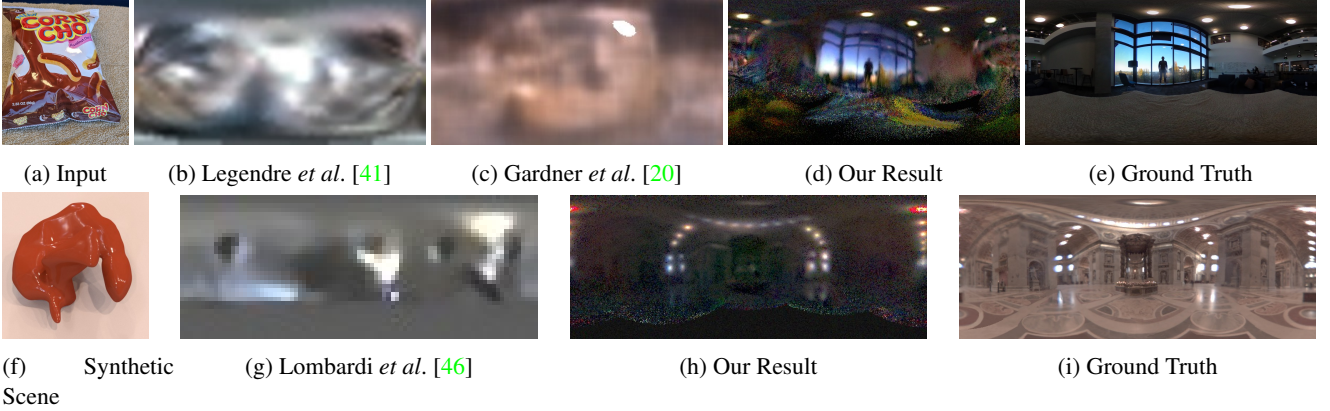 CORN
CHO
CORN
CHO
(a) Input
(b) Legendre et al. [41]
(c) Gardner et al. [20]
(d) Our Result
(e) Ground Truth
(f) Synthetic
Scene
(g) Lombardi et al. [46]
(h) Our Result
(i) Ground Truth